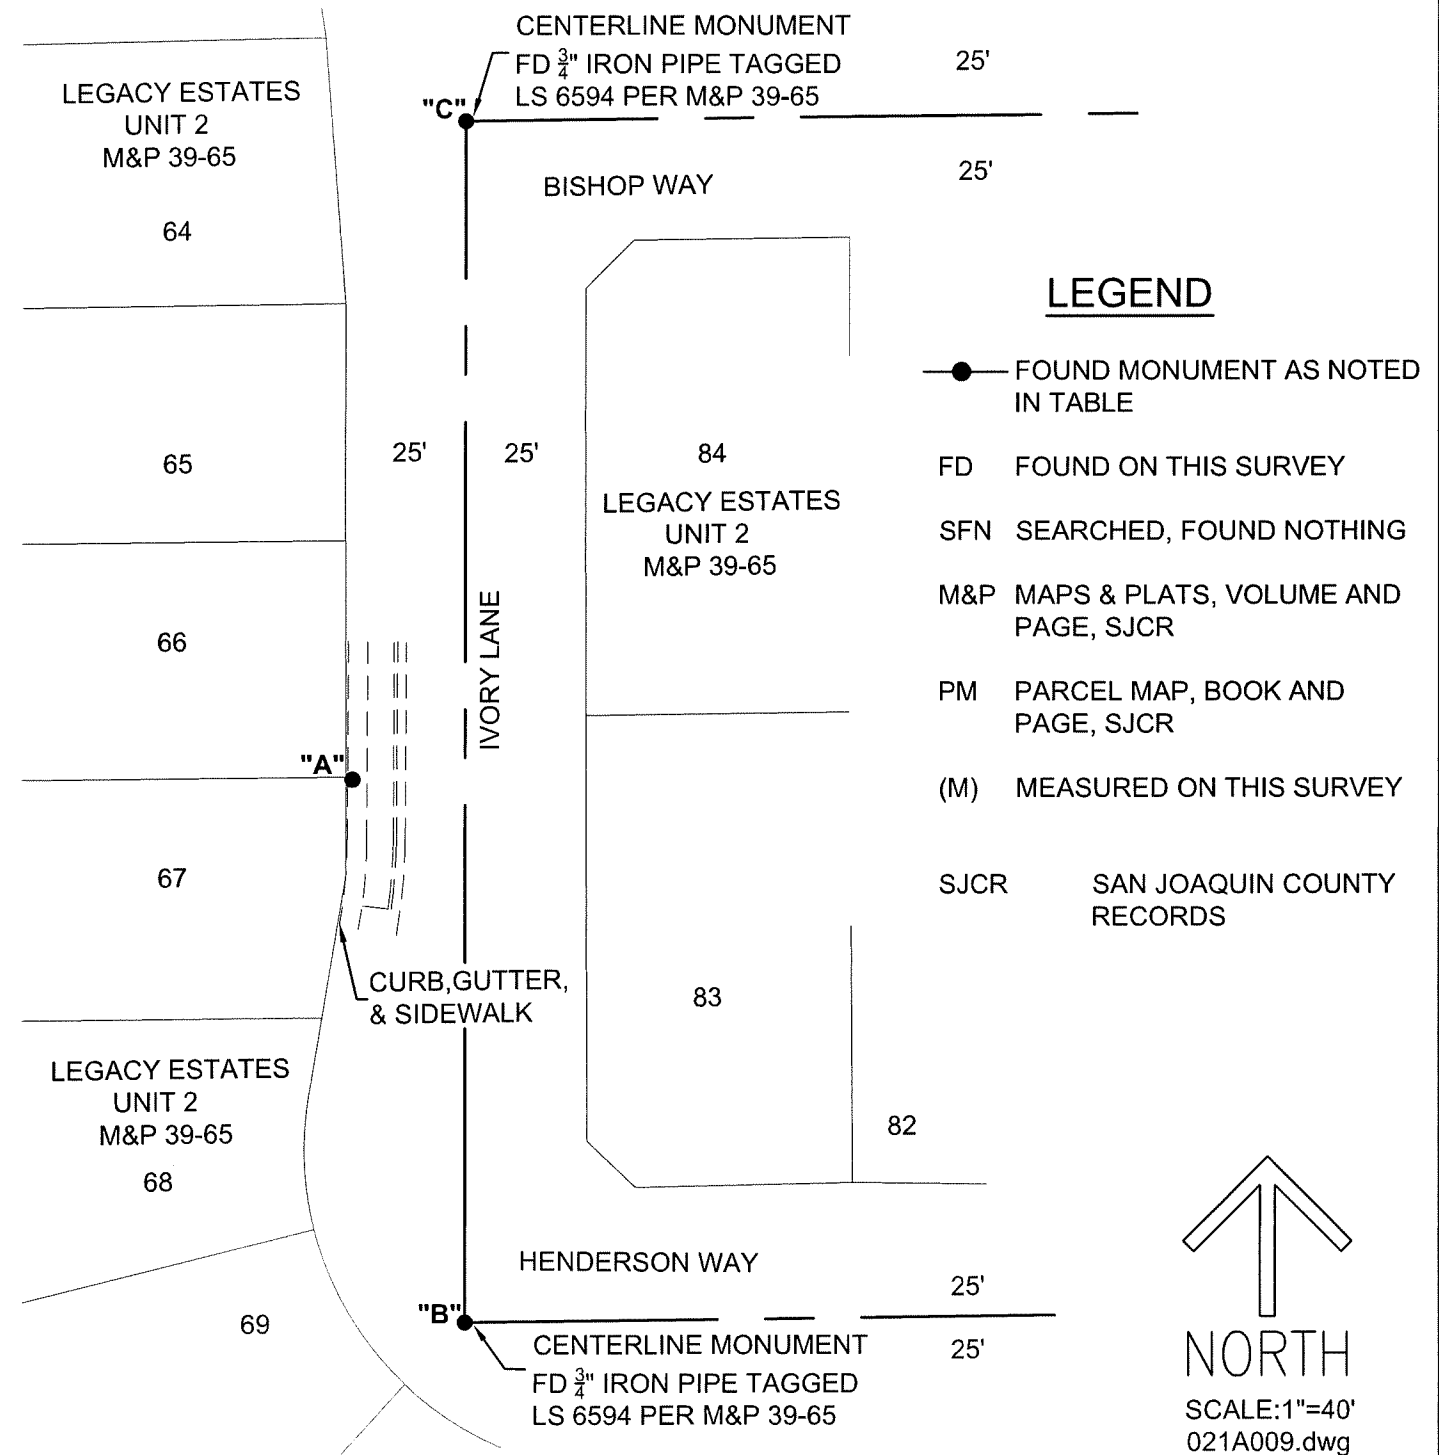 CENTERLINE MONUMENT
FD 3/4" IRON PIPE TAGGED
LS 6594 PER M&P 39-65
25'
"C"
LEGACY ESTATES
UNIT 2
M&P 39-65
64
BISHOP WAY
25'
LEGEND
FOUND MONUMENT AS NOTED
IN TABLE
FD FOUND ON THIS SURVEY
SFN SEARCHED, FOUND NOTHING
M&P MAPS & PLATS, VOLUME AND
PAGE, SJCR
PM PARCEL MAP, BOOK AND
PAGE, SJCR
(M) MEASURED ON THIS SURVEY
SJCR SAN JOAQUIN COUNTY
RECORDS
65
25'
25'
84
LEGACY ESTATES
UNIT 2
M&P 39-65
66
IVORY LANE
"A"
67
CURB,GUTTER,
& SIDEWALK
83
LEGACY ESTATES
UNIT 2
M&P 39-65
68
82
HENDERSON WAY
25'
"B"
69
CENTERLINE MONUMENT
FD 3/4" IRON PIPE TAGGED
LS 6594 PER M&P 39-65
25'
NORTH
SCALE:1"=40'
021A009.dwg